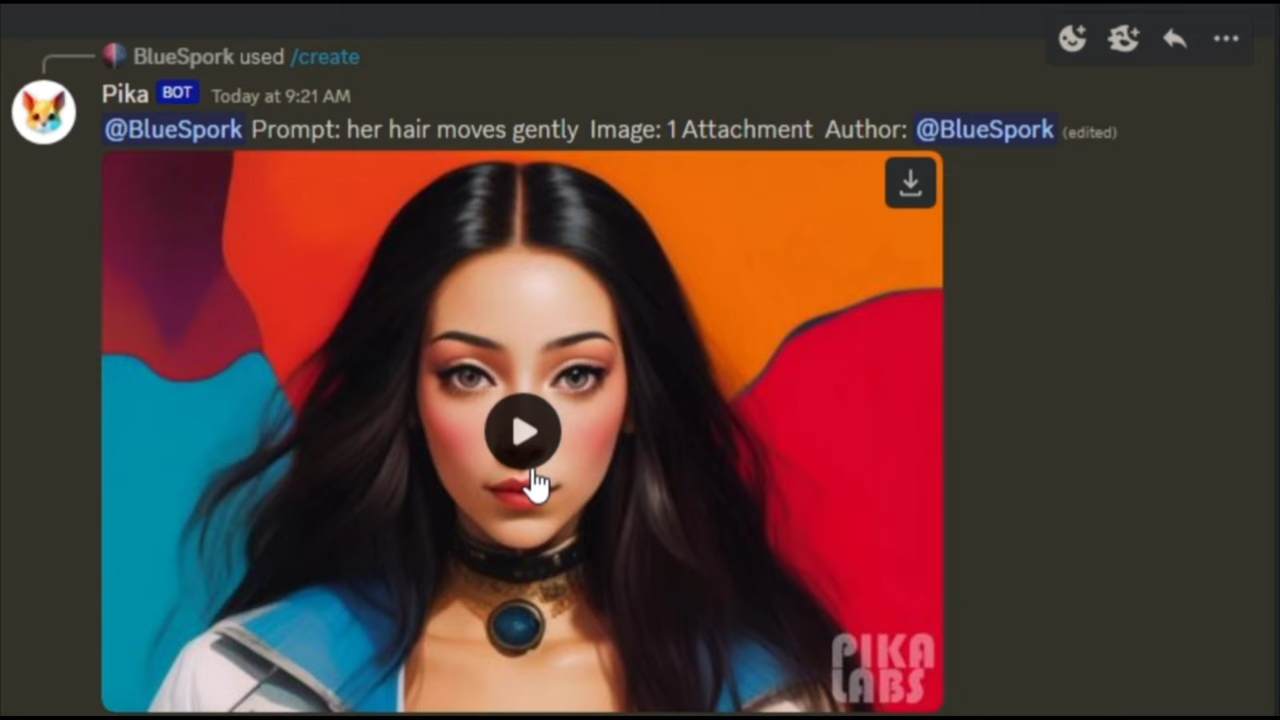 BlueSpork used /create
Pika BOT Today at 9:21 AM
@BlueSpork Prompt: her hair moves gently Image: 1 Attachment Author: @BlueSpork (edited)
PIKA
LABS